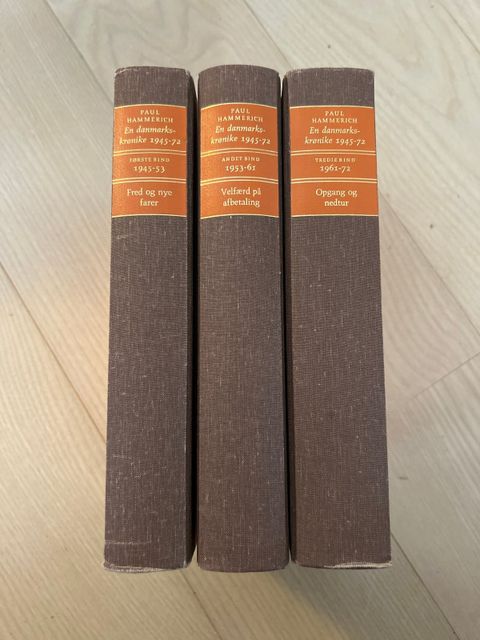 PAUL
HAMMERICH
En danmarks-
krønike 1945-72
FØRSTE BIND
1945-53
Fred og nye
farer
PAUL
HAMMERICH
En danmarks-
krønike 1945-72
ANDET BIND
1953-61
Velfærd på
afbetaling
PAUL
HAMMERICH
En danmarks-
krønike 1945-72
TREDIE BIND
1961-72
Opgang og
nedtur